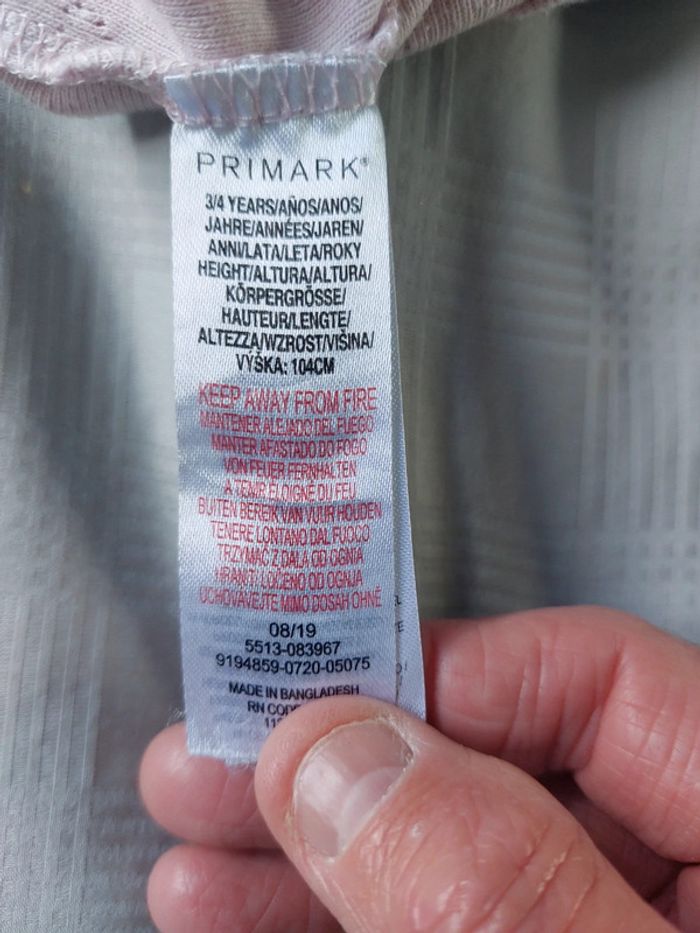 PRIMARK®
3/4 YEARS/AÑOS/ANOS/
JAHRE/ANNÉES/JAREN/
ANNI/LATA/LETA/ROKY
HEIGHT/ALTURA/ALTURA/
KÖRPERGRÖSSE/
HAUTEUR/LENGTE/
ALTEZZA/WZROST/VIŠINA/
VÝŠKA: 104CM
KEEP AWAY FROM FIRE
MANTENER ALEJADO DEL FUEGO
MANTER AFASTADO DO FOGO
VON FEUER FERNHALTEN
A TENIR ÉLOIGNÉ DU FEU
BUITEN BEREIK VAN VUUR HOUDEN
TENERE LONTANO DAL FUOCO
TRZYMAĆ Z DALA OD OGNIA
HRANITI LOČENO OD OGNJA
UCHOVÁVEJTE MIMO DOSAH OHNĚ
08/19
5513-083967
9194859-0720-05075
MADE IN BANGLADESH
RN